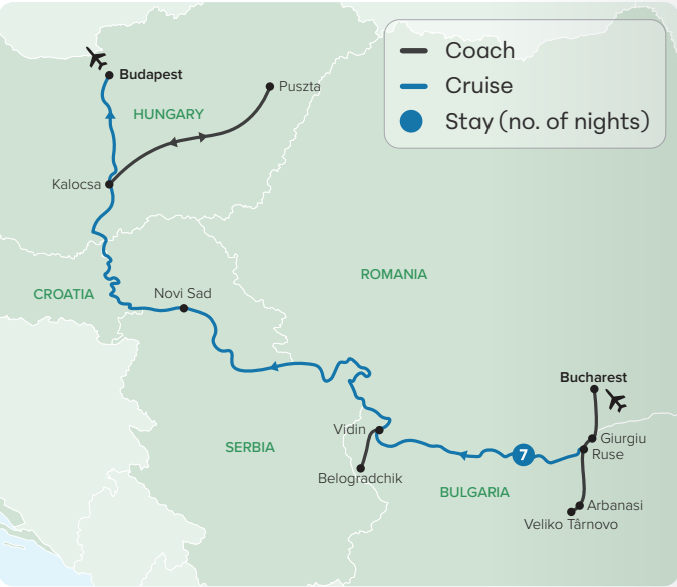 Coach
Cruise
Stay (no. of nights)
Budapest
Puszta
HUNGARY
Kalocsa
ROMANIA
CROATIA
Novi Sad
Bucharest
Vidin
Giurgiu
Ruse
SERBIA
7
Belogradchik
BULGARIA
Arbanasi
Veliko Târnovo